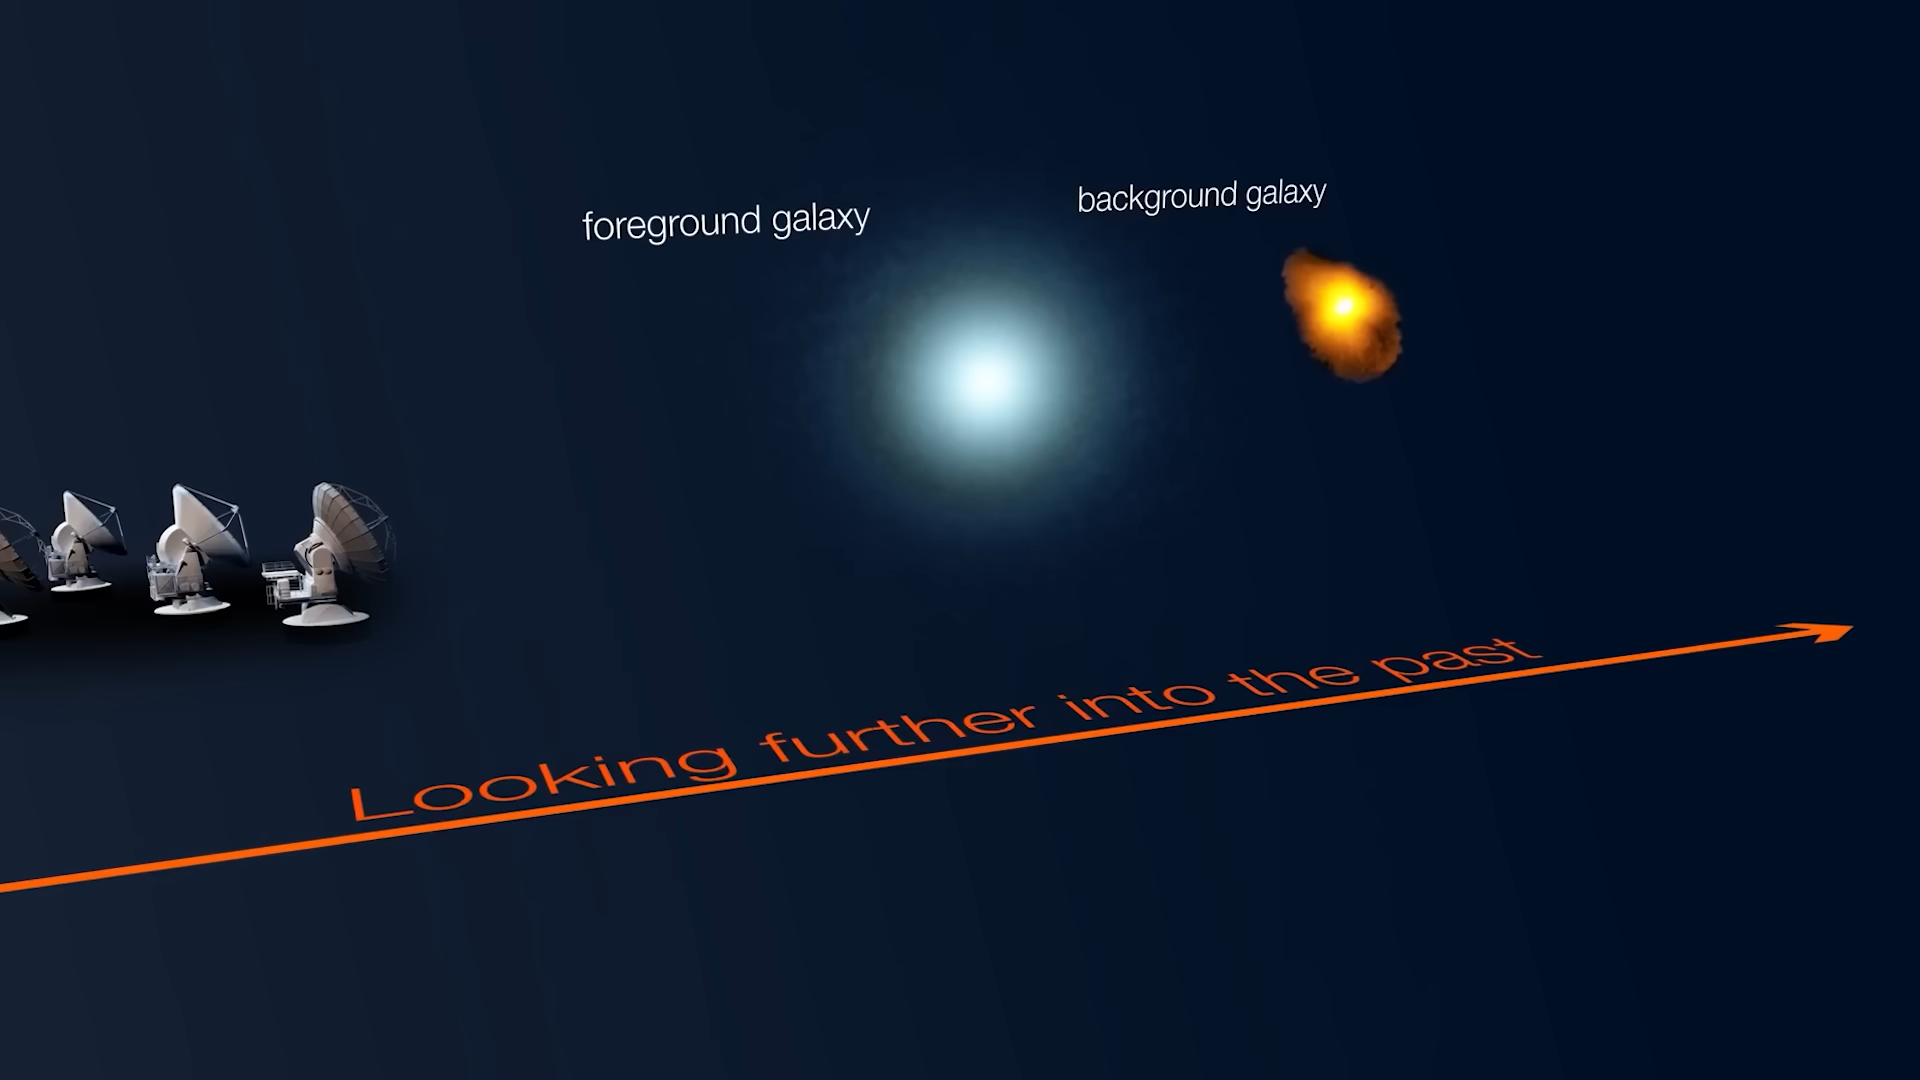 foreground galaxy
background galaxy
Looking further into the past